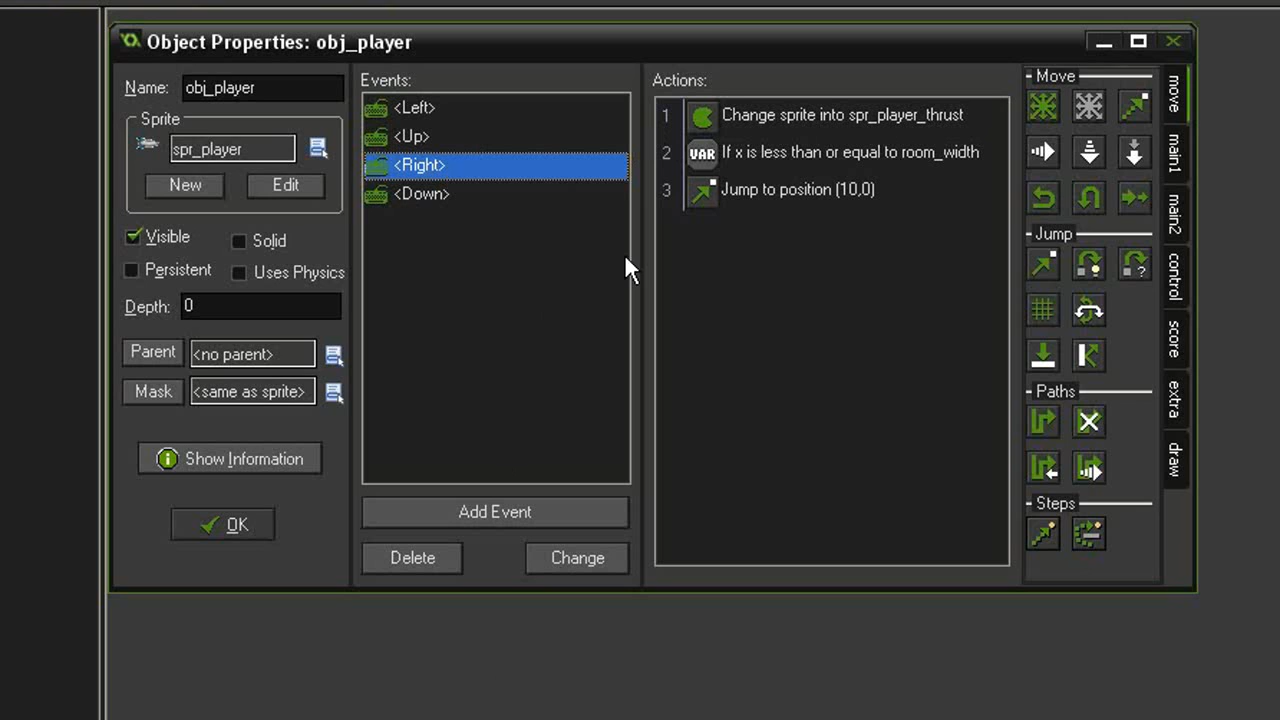 Object Properties: obj_player
Name: obj_player
Sprite
spr_player
New Edit
Visible Solid
Persistent Uses Physics
Depth: 0
Parent <no parent>
Mask <same as sprite>
Show Information
OK
Events:
<Left>
<Up>
<Right>
<Down>
Add Event
Delete Change
Actions:
1 Change sprite into spr_player_thrust
2 VAR If x is less than or equal to room_width
3 Jump to position (10,0)
Move
Jump
?
Paths
Steps
move
main1
main2
control
score
extra
draw